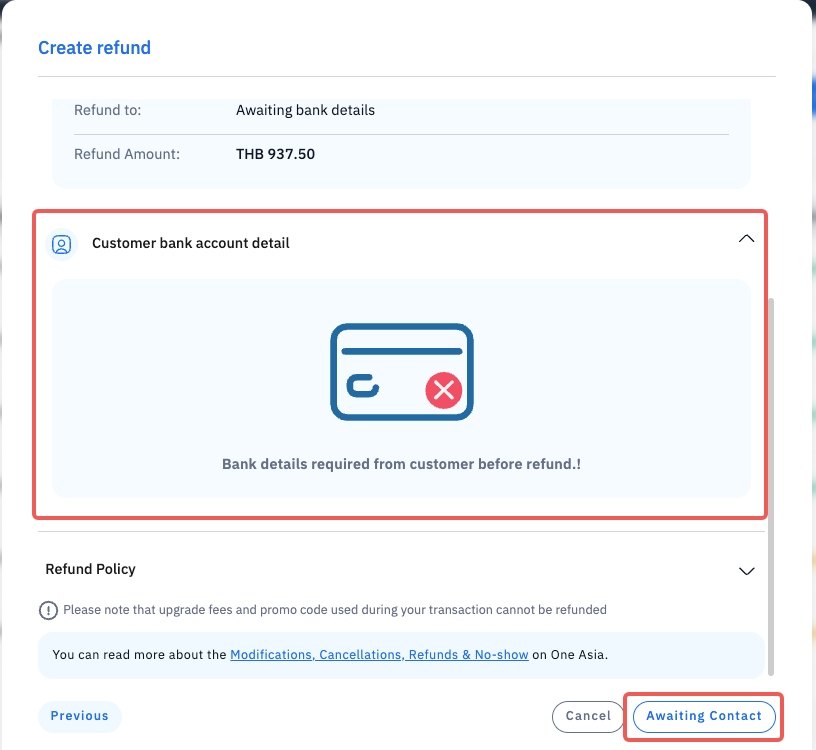 Create refund
Refund to: Awaiting bank details
Refund Amount: THB 937.50
Customer bank account detail
Bank details required from customer before refund.!
Refund Policy
Please note that upgrade fees and promo code used during your transaction cannot be refunded
You can read more about the Modifications, Cancellations, Refunds & No-show on One Asia.
Previous Cancel Awaiting Contact